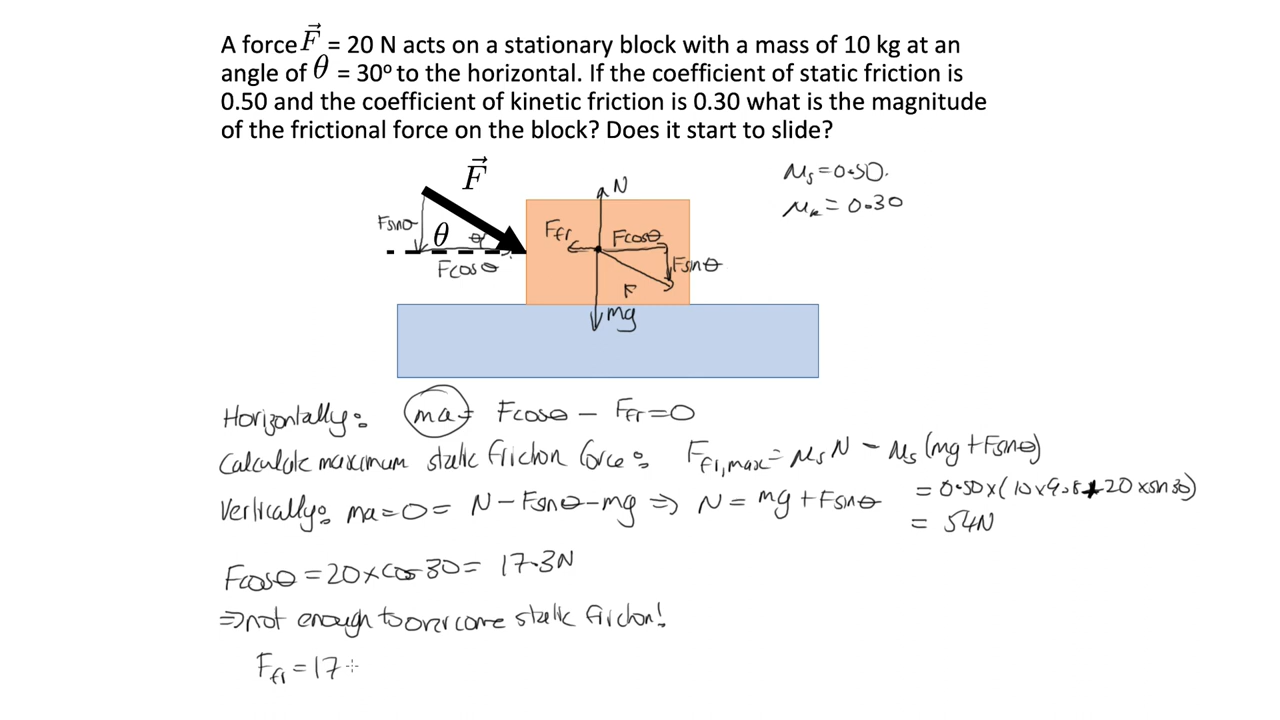 A force F⃗ = 20 N acts on a stationary block with a mass of 10 kg at an
angle of θ = 30° to the horizontal. If the coefficient of static friction is
0.50 and the coefficient of kinetic friction is 0.30 what is the magnitude
of the frictional force on the block? Does it start to slide?
μs = 0.50.
μk = 0.30
F⃗
N
Fsinθ
θ
θ
Ffr
Fcosθ
Fcosθ
Fsinθ
F
mg
Horizontally: ma = Fcosθ – Ffr = 0
Calculate maximum static friction force: Ffr,max = μs N = μs (mg + Fsinθ)
= 0.50 x (10 x 9.8 + 20 x sin 30)
Vertically: ma = 0 = N – Fsinθ – mg ⇒ N = mg + Fsinθ
= 54N
Fcosθ = 20 x cos 30 = 17.3N
⇒ not enough to overcome static friction!
Ffr = 17